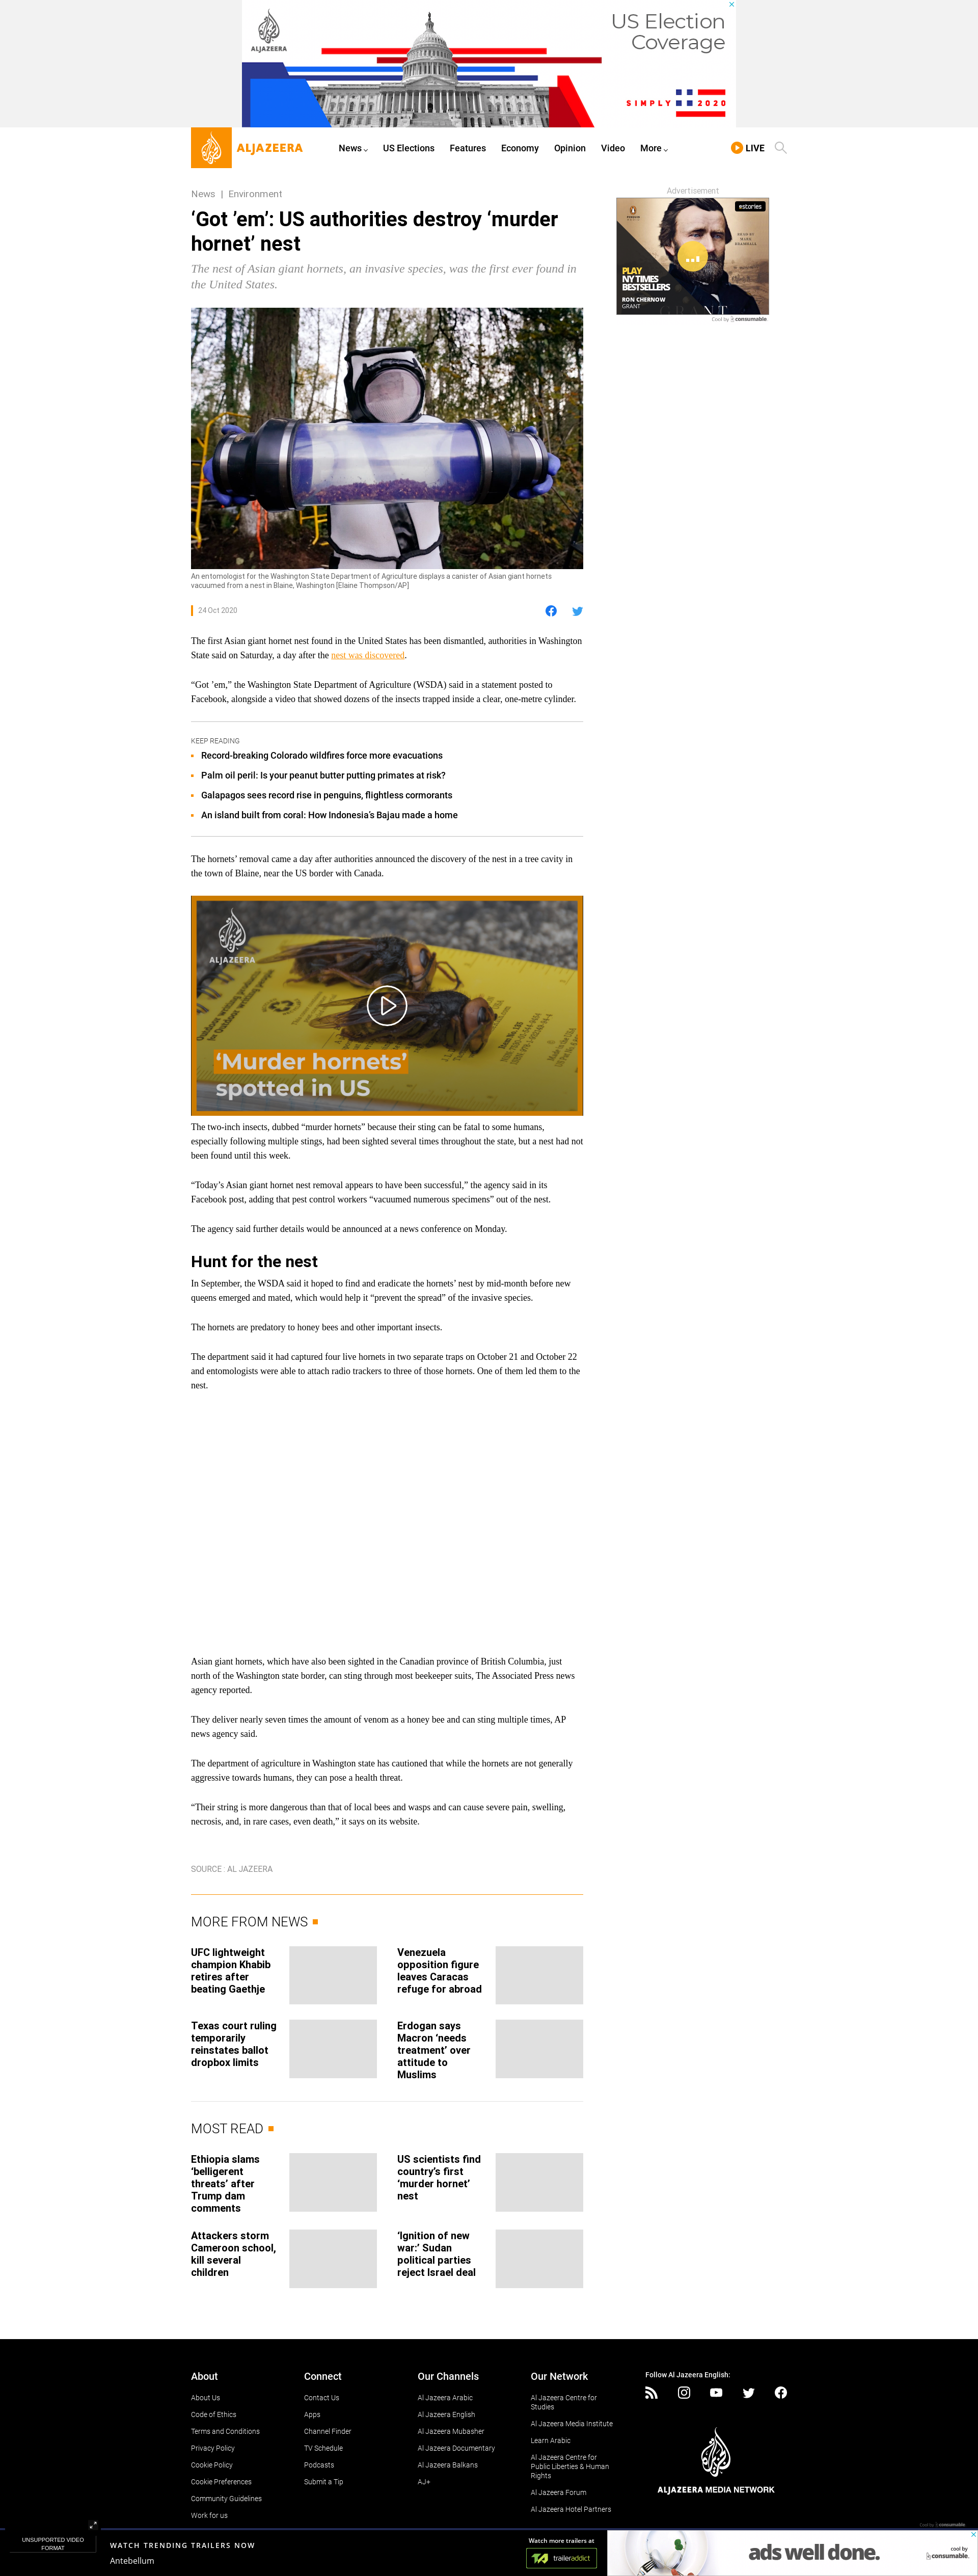 ALJAZEERA
US Election
Coverage
SIMPLY 2020
ALJAZEERA
News
US Elections
Features
Economy
Opinion
Video
More
LIVE
News | Environment
‘Got ’em’: US authorities destroy ‘murder
hornet’ nest
The nest of Asian giant hornets, an invasive species, was the first ever found in
the United States.
Advertisement
estories
PLAY
NY TIMES
BESTSELLERS
RON CHERNOW
GRANT
Cool by consumable
An entomologist for the Washington State Department of Agriculture displays a canister of Asian giant hornets
vacuumed from a nest in Blaine, Washington [Elaine Thompson/AP]
24 Oct 2020
The first Asian giant hornet nest found in the United States has been dismantled, authorities in Washington
State said on Saturday, a day after the nest was discovered.
“Got ’em,” the Washington State Department of Agriculture (WSDA) said in a statement posted to
Facebook, alongside a video that showed dozens of the insects trapped inside a clear, one-metre cylinder.
KEEP READING
Record-breaking Colorado wildfires force more evacuations
Palm oil peril: Is your peanut butter putting primates at risk?
Galapagos sees record rise in penguins, flightless cormorants
An island built from coral: How Indonesia’s Bajau made a home
The hornets’ removal came a day after authorities announced the discovery of the nest in a tree cavity in
the town of Blaine, near the US border with Canada.
ALJAZEERA
‘Murder hornets’
spotted in US
The two-inch insects, dubbed “murder hornets” because their sting can be fatal to some humans,
especially following multiple stings, had been sighted several times throughout the state, but a nest had not
been found until this week.
“Today’s Asian giant hornet nest removal appears to have been successful,” the agency said in its
Facebook post, adding that pest control workers “vacuumed numerous specimens” out of the nest.
The agency said further details would be announced at a news conference on Monday.
Hunt for the nest
In September, the WSDA said it hoped to find and eradicate the hornets’ nest by mid-month before new
queens emerged and mated, which would help it “prevent the spread” of the invasive species.
The hornets are predatory to honey bees and other important insects.
The department said it had captured four live hornets in two separate traps on October 21 and October 22
and entomologists were able to attach radio trackers to three of those hornets. One of them led them to the
nest.
Asian giant hornets, which have also been sighted in the Canadian province of British Columbia, just
north of the Washington state border, can sting through most beekeeper suits, The Associated Press news
agency reported.
They deliver nearly seven times the amount of venom as a honey bee and can sting multiple times, AP
news agency said.
The department of agriculture in Washington state has cautioned that while the hornets are not generally
aggressive towards humans, they can pose a health threat.
“Their string is more dangerous than that of local bees and wasps and can cause severe pain, swelling,
necrosis, and, in rare cases, even death,” it says on its website.
SOURCE : AL JAZEERA
MORE FROM NEWS
UFC lightweight
champion Khabib
retires after
beating Gaethje
Venezuela
opposition figure
leaves Caracas
refuge for abroad
Texas court ruling
temporarily
reinstates ballot
dropbox limits
Erdogan says
Macron ‘needs
treatment’ over
attitude to
Muslims
MOST READ
Ethiopia slams
‘belligerent
threats’ after
Trump dam
comments
US scientists find
country’s first
‘murder hornet’
nest
Attackers storm
Cameroon school,
kill several
children
‘Ignition of new
war:’ Sudan
political parties
reject Israel deal
About
About Us
Code of Ethics
Terms and Conditions
Privacy Policy
Cookie Policy
Cookie Preferences
Community Guidelines
Work for us
Connect
Contact Us
Apps
Channel Finder
TV Schedule
Podcasts
Submit a Tip
Our Channels
Al Jazeera Arabic
Al Jazeera English
Al Jazeera Mubasher
Al Jazeera Documentary
Al Jazeera Balkans
AJ+
Our Network
Al Jazeera Centre for
Studies
Al Jazeera Media Institute
Learn Arabic
Al Jazeera Centre for
Public Liberties & Human
Rights
Al Jazeera Forum
Al Jazeera Hotel Partners
Follow Al Jazeera English:
ALJAZEERA MEDIA NETWORK
Cool by consumable
UNSUPPORTED VIDEO
FORMAT
WATCH TRENDING TRAILERS NOW
Antebellum
Watch more trailers at
traileraddict
ads well done.
cool by
consumable.